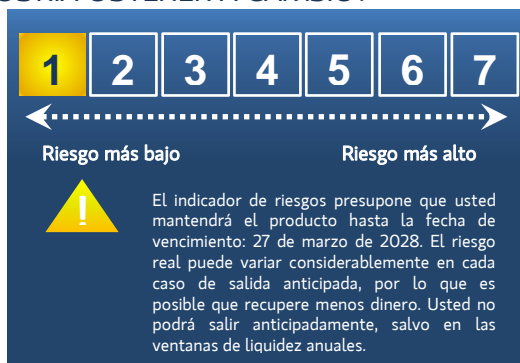 1 2 3 4 5 6 7
Riesgo más bajo Riesgo más alto
!
El indicador de riesgos presupone que usted
mantendrá el producto hasta la fecha de
vencimiento: 27 de marzo de 2028. El riesgo
real puede variar considerablemente en cada
caso de salida anticipada, por lo que es
posible que recupere menos dinero. Usted no
podrá salir anticipadamente, salvo en las
ventanas de liquidez anuales.